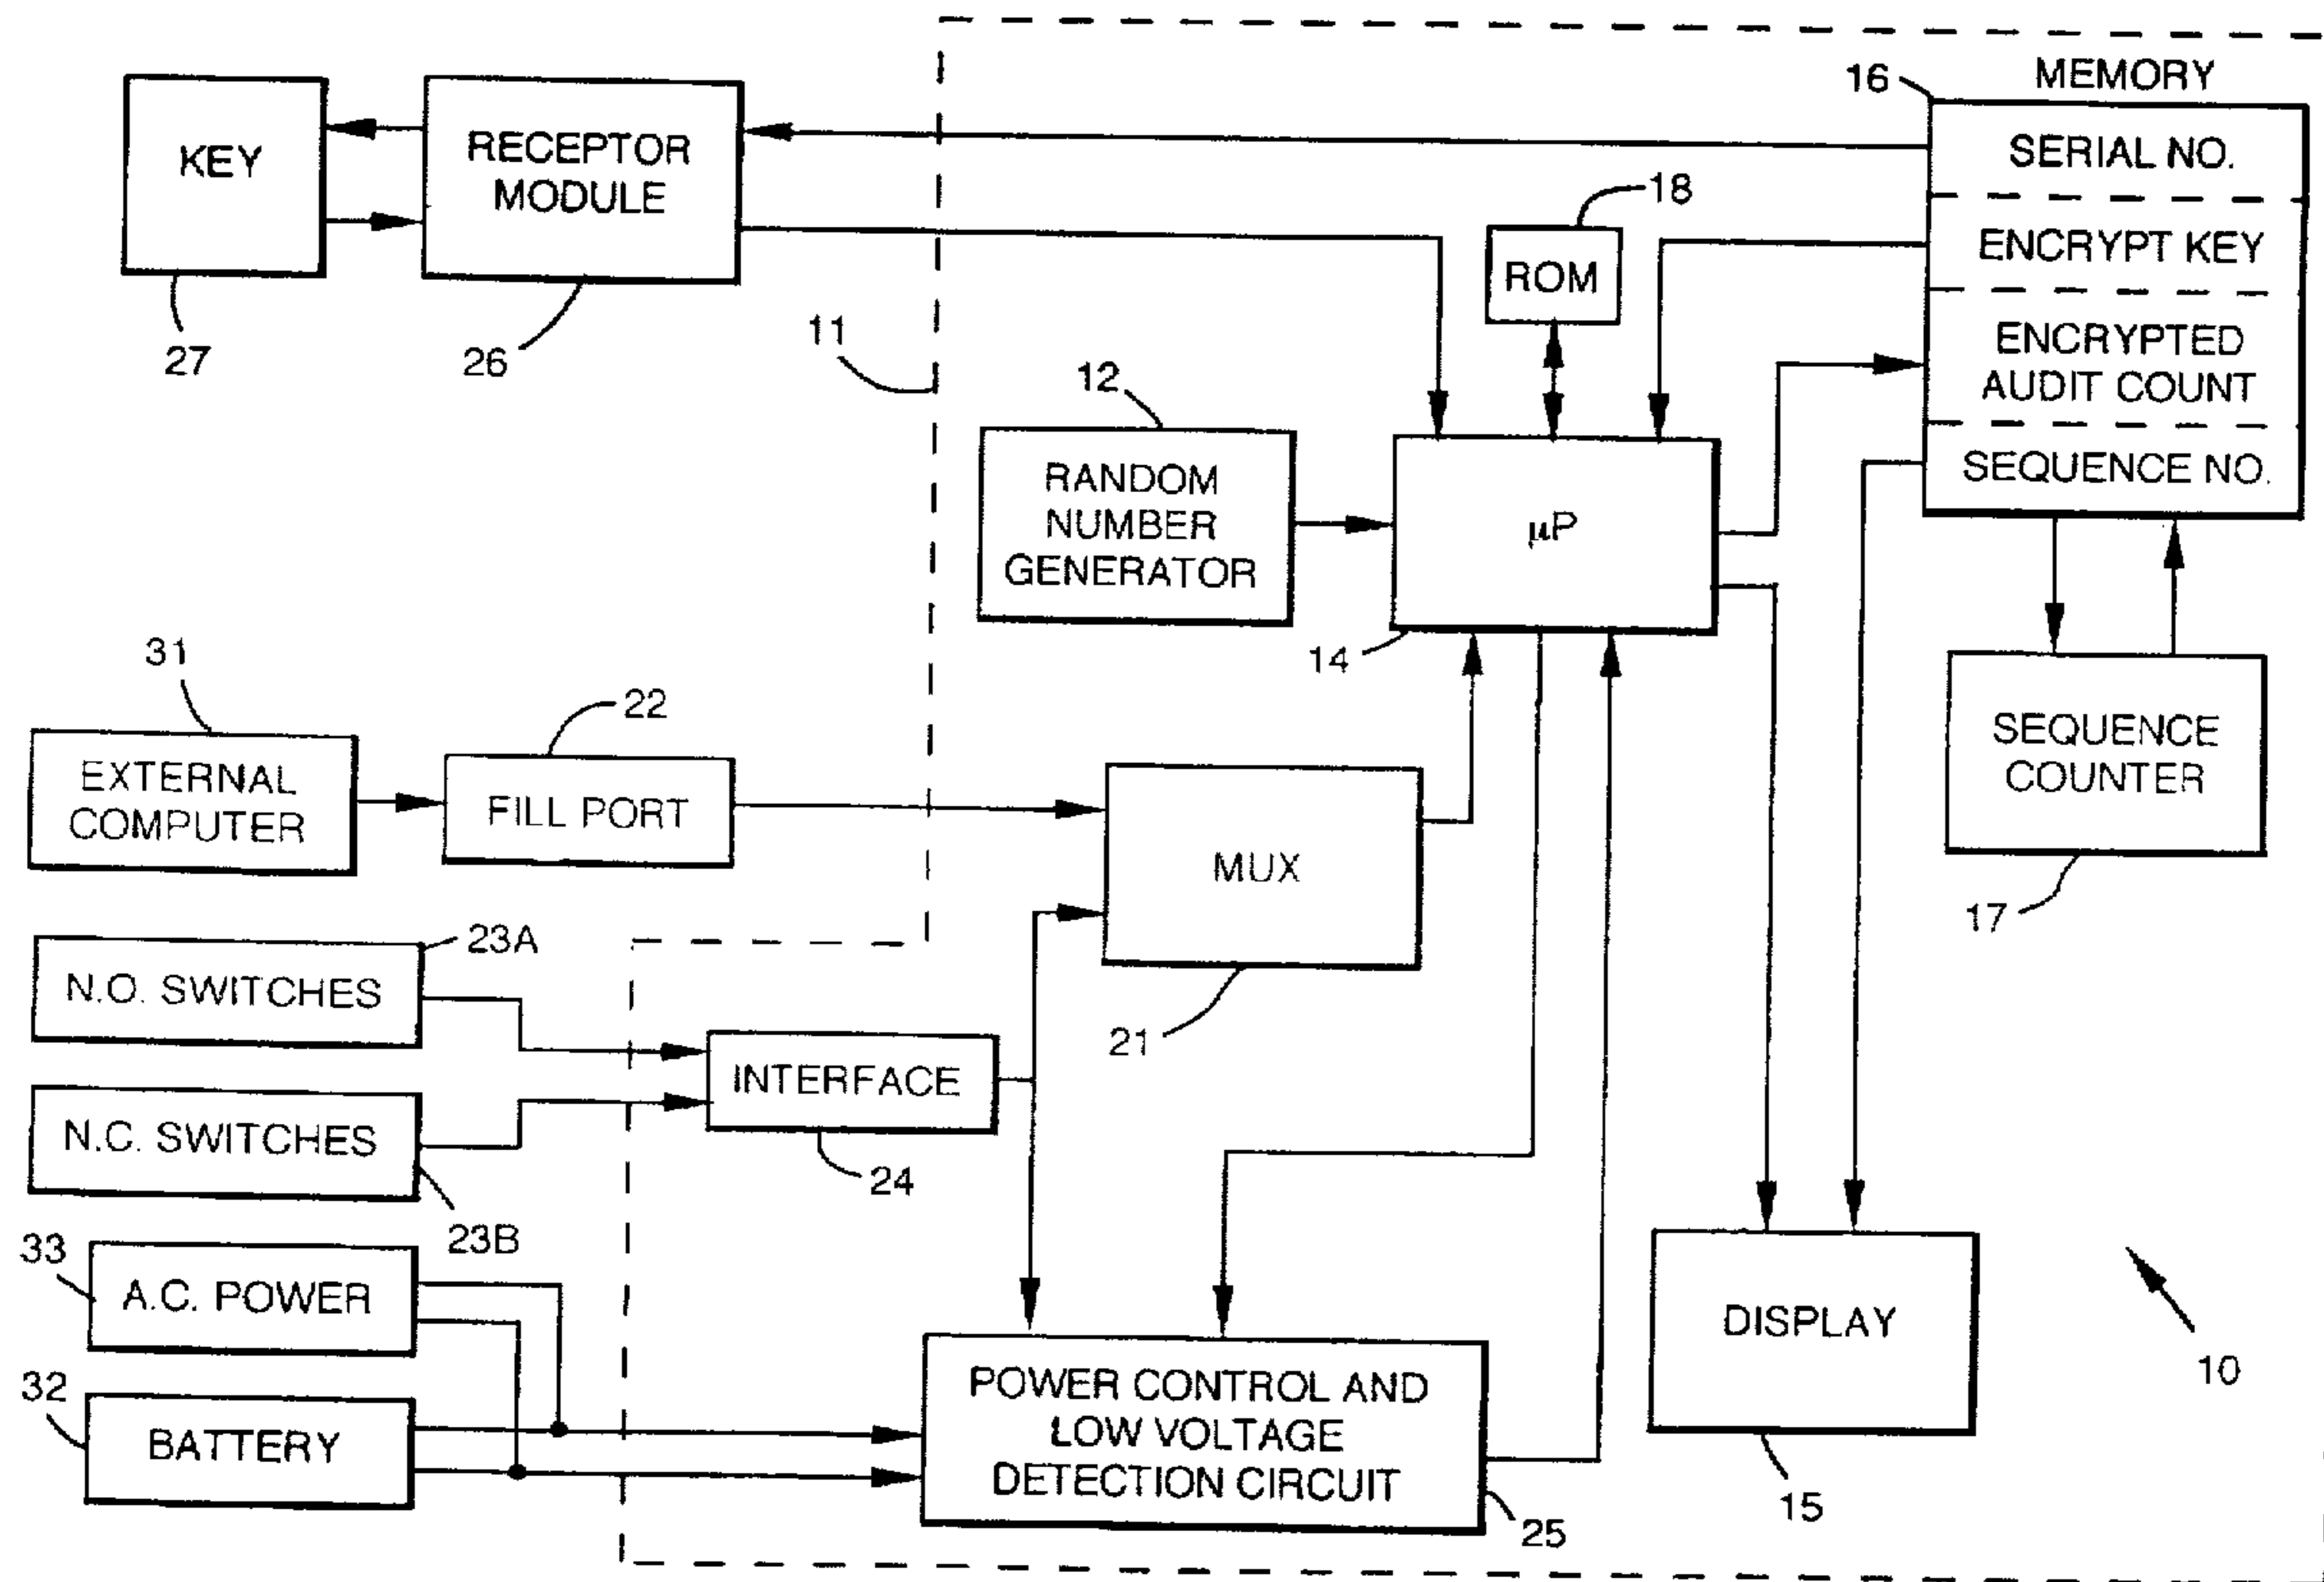 MEMORY
16
SERIAL NO.
ENCRYPT KEY
ENCRYPTED
AUDIT COUNT
SEQUENCE NO.
KEY
27
RECEPTOR
MODULE
26
11
18
ROM
12
RANDOM
NUMBER
GENERATOR
µP
14
SEQUENCE
COUNTER
17
31
EXTERNAL
COMPUTER
22
FILL PORT
MUX
21
23A
N.O. SWITCHES
N.C. SWITCHES
23B
INTERFACE
24
33
A.C. POWER
32
BATTERY
POWER CONTROL AND
LOW VOLTAGE
DETECTION CIRCUIT
25
DISPLAY
15
10